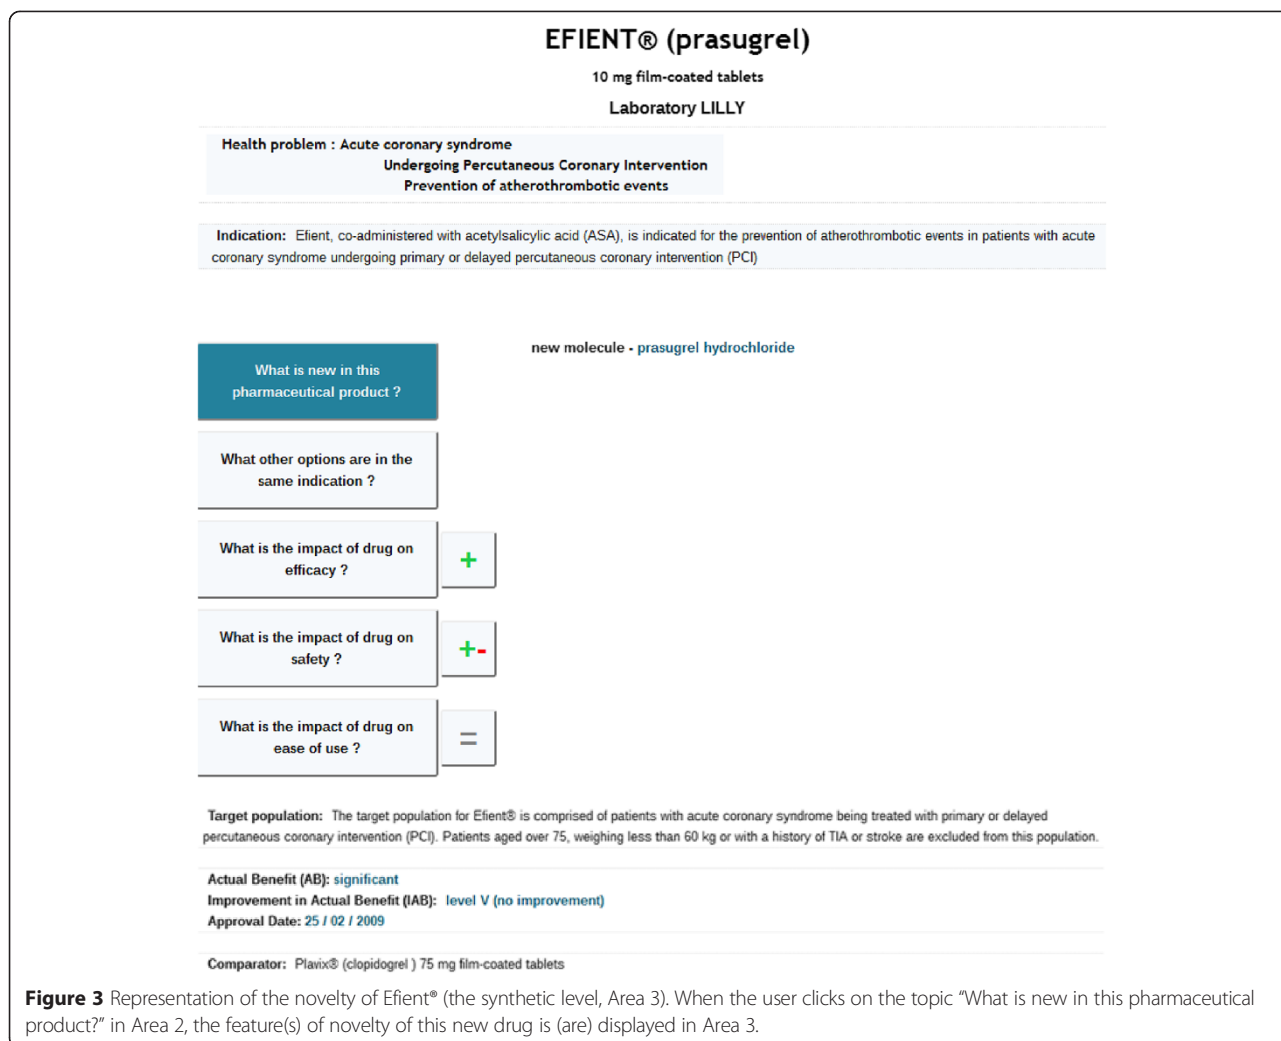 EFIENT® (prasugrel)
10 mg film-coated tablets
Laboratory LILLY
Health problem : Acute coronary syndrome
Undergoing Percutaneous Coronary Intervention
Prevention of atherothrombotic events
Indication: Efient, co-administered with acetylsalicylic acid (ASA), is indicated for the prevention of atherothrombotic events in patients with acute
coronary syndrome undergoing primary or delayed percutaneous coronary intervention (PCI)
new molecule - prasugrel hydrochloride
What is new in this
pharmaceutical product ?
What other options are in the
same indication ?
What is the impact of drug on
efficacy ?
+
What is the impact of drug on
safety ?
+-
What is the impact of drug on
ease of use ?
=
Target population: The target population for Efient® is comprised of patients with acute coronary syndrome being treated with primary or delayed
percutaneous coronary intervention (PCI). Patients aged over 75, weighing less than 60 kg or with a history of TIA or stroke are excluded from this population.
Actual Benefit (AB): significant
Improvement in Actual Benefit (IAB): level V (no improvement)
Approval Date: 25 / 02 / 2009
Comparator: Plavix® (clopidogrel ) 75 mg film-coated tablets
Figure 3 Representation of the novelty of Efient® (the synthetic level, Area 3). When the user clicks on the topic “What is new in this pharmaceutical
product?” in Area 2, the feature(s) of novelty of this new drug is (are) displayed in Area 3.